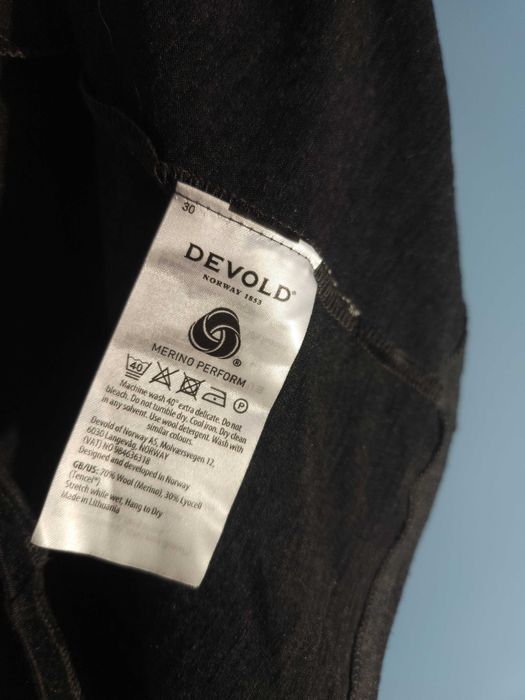 30
DEVOLD®
NORWAY 1853
®
MERINO PERFORM
40
P
Machine wash 40° extra delicate. Do not
bleach. Do not tumble dry. Cool iron. Dry clean
in any solvent. Use wool detergent. Wash with
similar colours.
Devold of Norway AS, Molværsvegen 12,
6030 Langevåg, NORWAY
(VAT) NO 984636318
Designed and developed in Norway
GB/US: 70% Wool (Merino), 30% Lyocell
(Tencel®)
Stretch while wet, Hang to Dry
Made in Lithuania